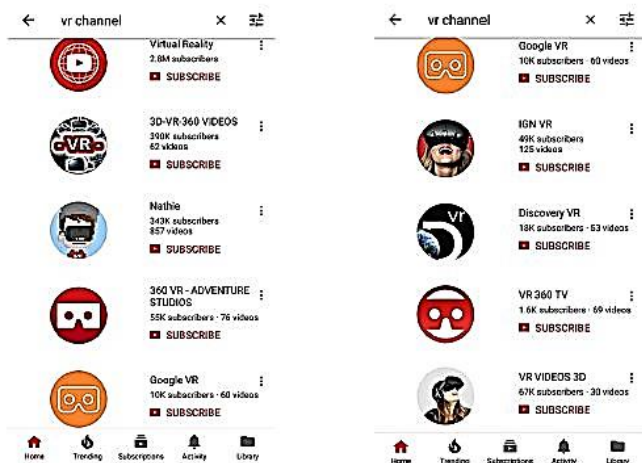 vr channel
Virtual Reality
2.8M subscribers
SUBSCRIBE
VR
3D-VR-360 VIDEOS
390K subscribers
62 videos
SUBSCRIBE
Nathie
343K subscribers
857 videos
SUBSCRIBE
360 VR - ADVENTURE
STUDIOS
55K subscribers · 76 videos
SUBSCRIBE
Google VR
10K subscribers · 60 videos
SUBSCRIBE
Home Trending Subscriptions Activity Library
vr channel
Google VR
10K subscribers · 60 videos
SUBSCRIBE
IGN VR
49K subscribers
125 videos
SUBSCRIBE
vr
Discovery VR
18K subscribers · 53 videos
SUBSCRIBE
VR 360 TV
1.6K subscribers · 69 videos
SUBSCRIBE
VR VIDEOS 3D
67K subscribers · 30 videos
SUBSCRIBE
Home Trending Subscriptions Activity Library